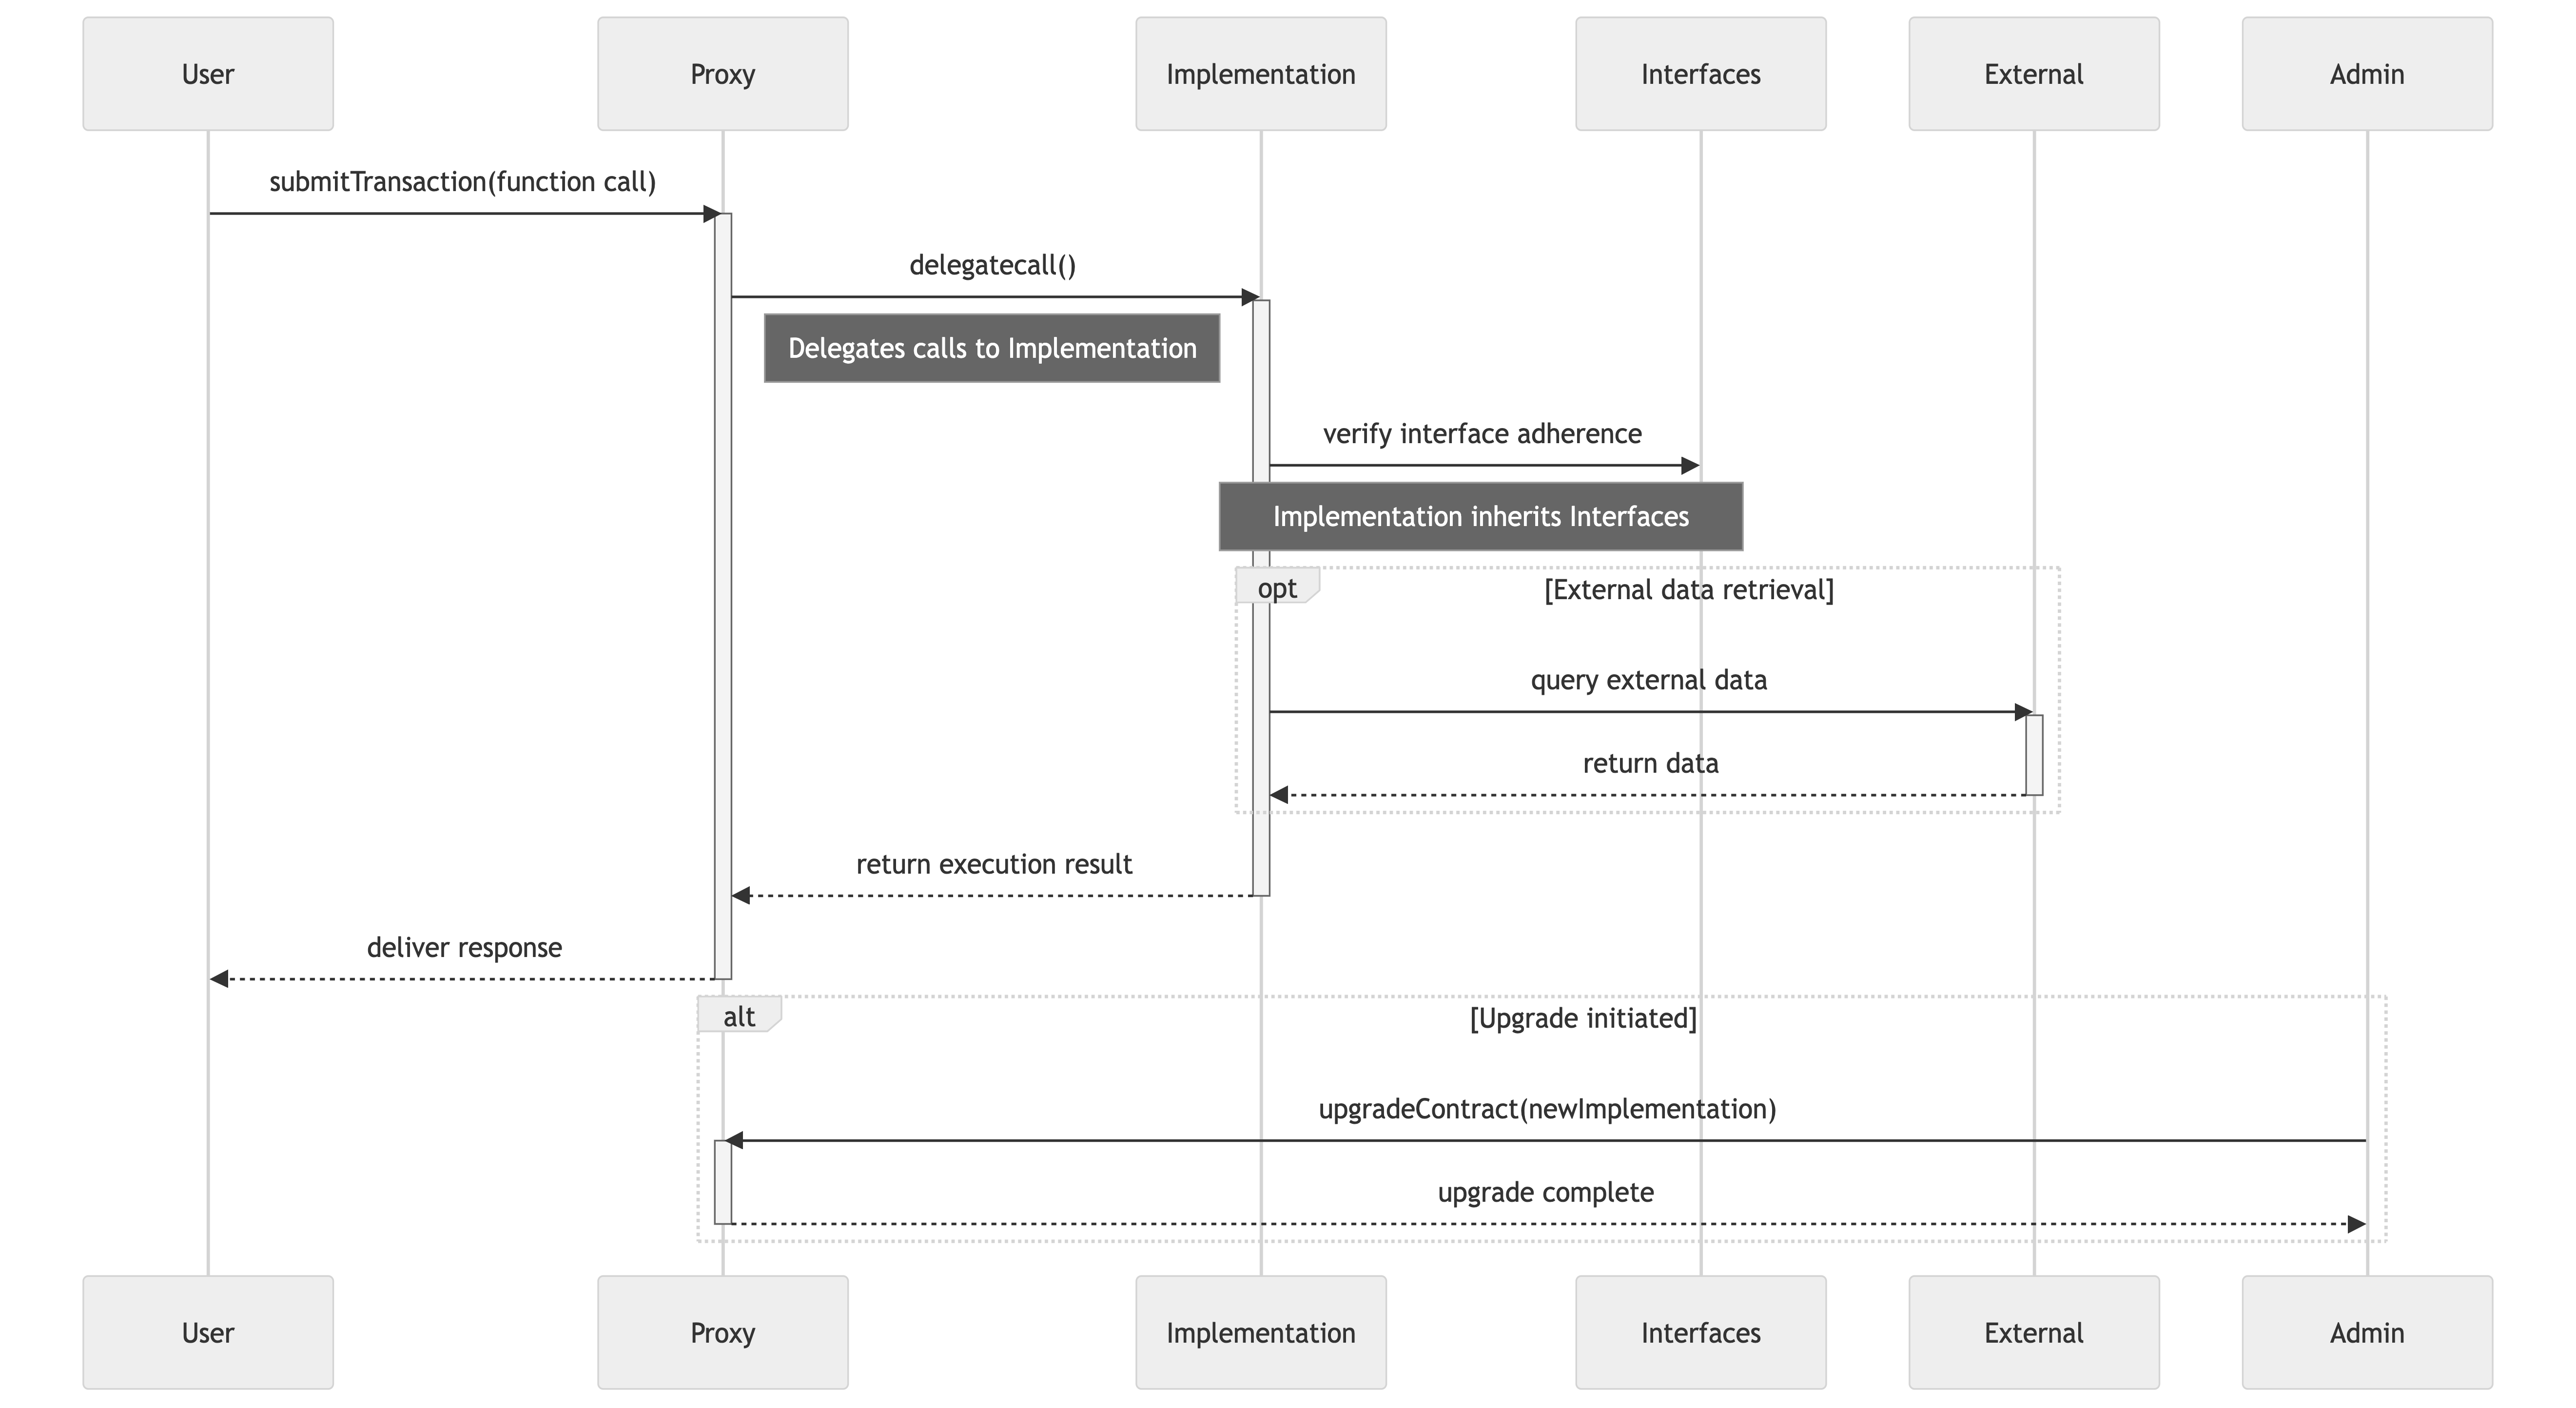 User
Proxy
Implementation
Interfaces
External
Admin
submitTransaction(function call)
delegatecall()
Delegates calls to Implementation
verify interface adherence
Implementation inherits Interfaces
opt
[External data retrieval]
query external data
return data
return execution result
deliver response
alt
[Upgrade initiated]
upgradeContract(newImplementation)
upgrade complete
User
Proxy
Implementation
Interfaces
External
Admin